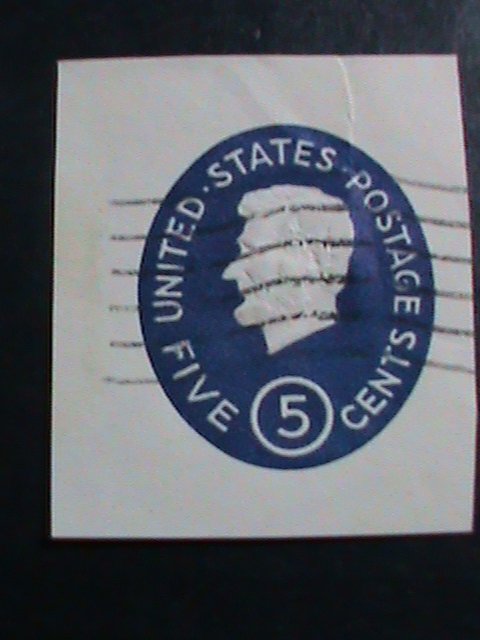 UNITED · STATES · POSTAGE
FIVE
5
CENTS